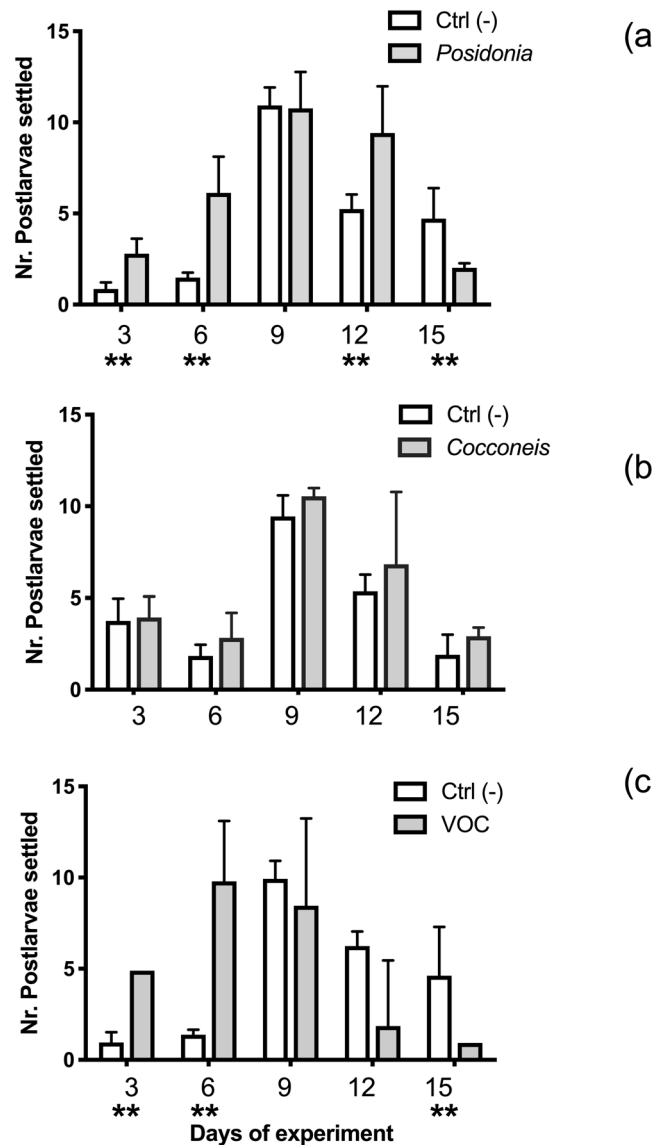 Ctrl (-)
Posidonia
(a
Nr. Postlarvae settled
15
10
5
0
3 6 9 12 15
** ** ** **
Ctrl (-)
Cocconeis
(b
Nr. Postlarvae settled
15
10
5
0
3 6 9 12 15
Ctrl (-)
VOC
(c
Nr. Postlarvae settled
15
10
5
0
3 6 9 12 15
** ** **
Days of experiment